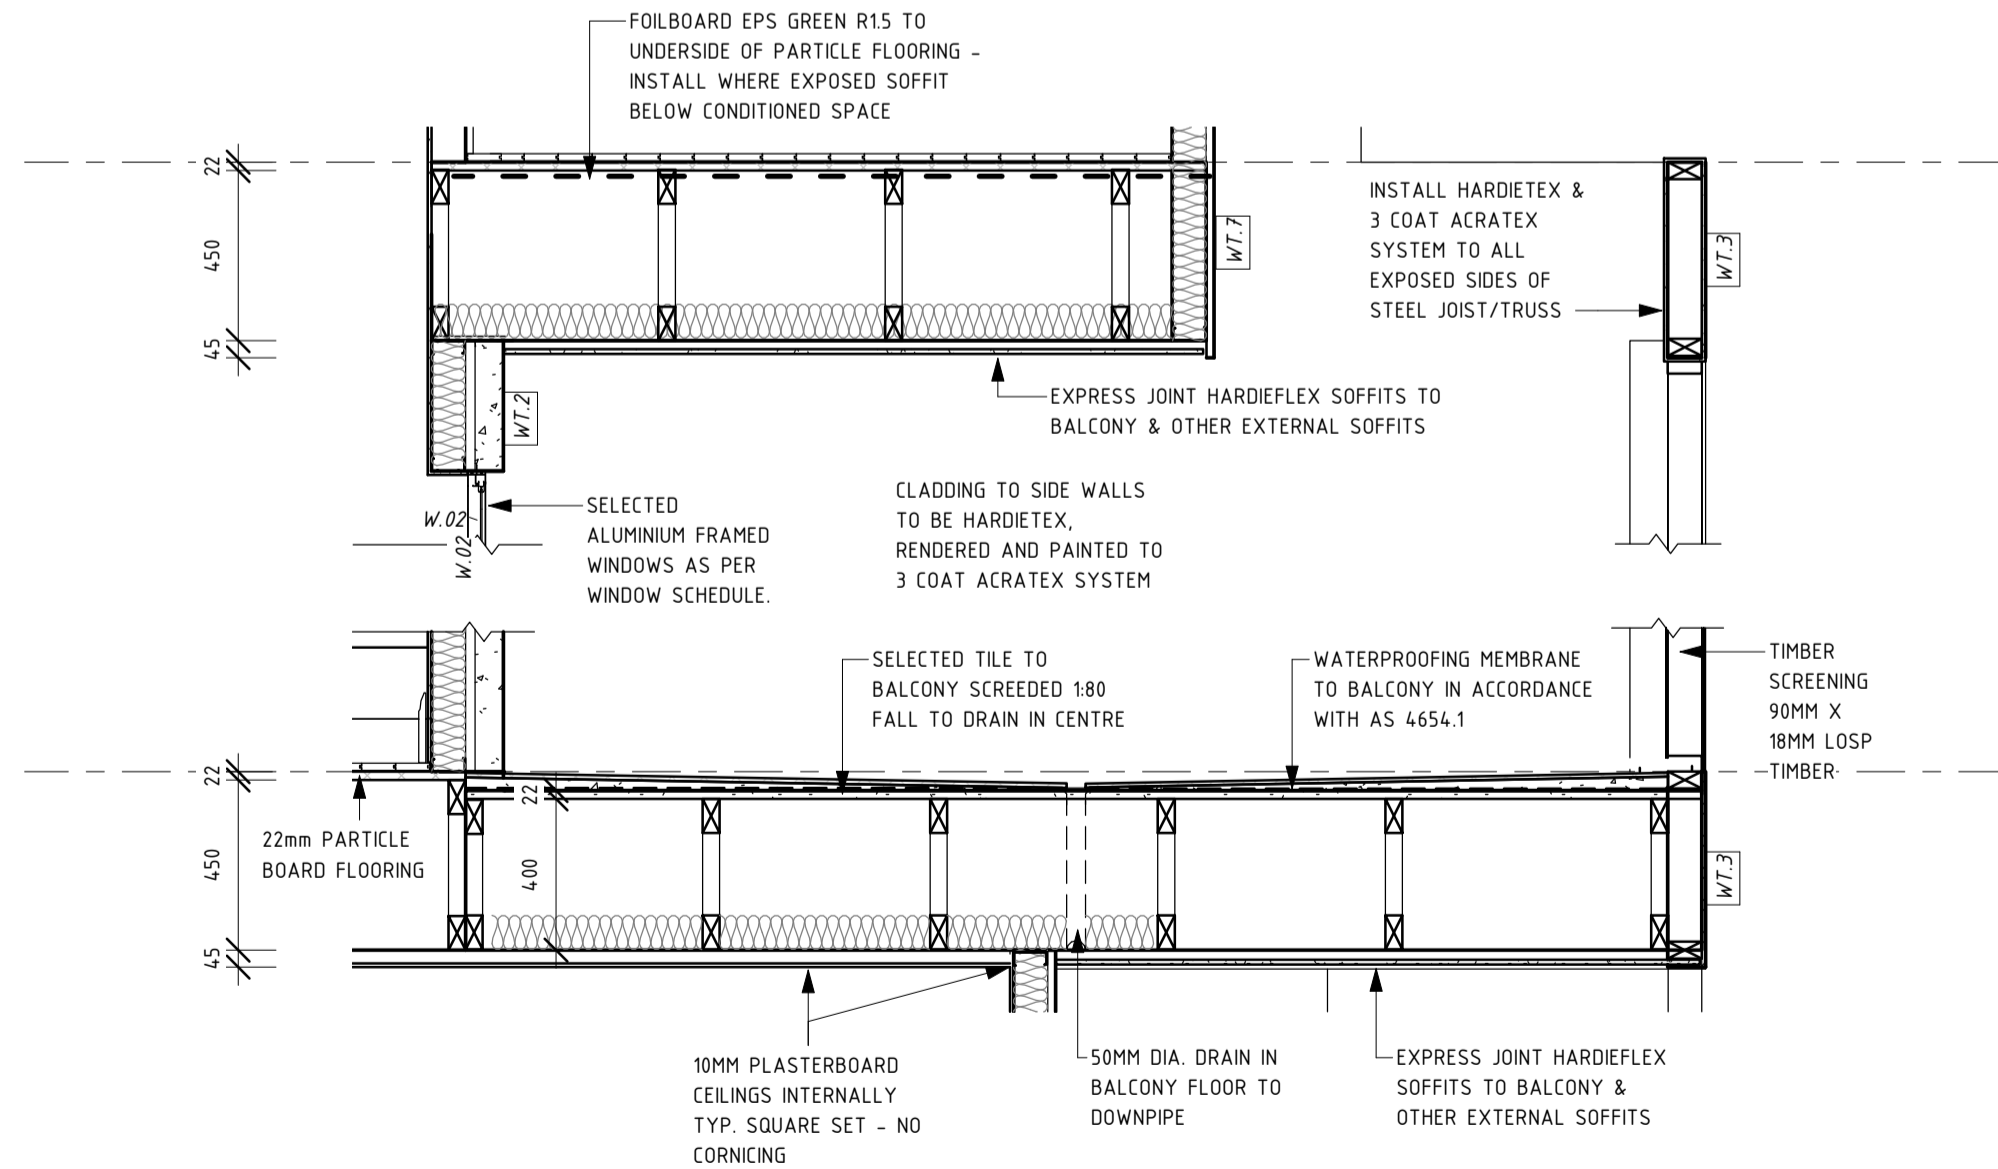 FOILBOARD EPS GREEN R1.5 TO
UNDERSIDE OF PARTICLE FLOORING -
INSTALL WHERE EXPOSED SOFFIT
BELOW CONDITIONED SPACE
22
450
45
WT.7
INSTALL HARDIETEX &
3 COAT ACRATEX
SYSTEM TO ALL
EXPOSED SIDES OF
STEEL JOIST/TRUSS
WT.3
WT.2
EXPRESS JOINT HARDIEFLEX SOFFITS TO
BALCONY & OTHER EXTERNAL SOFFITS
W.02
W.02
SELECTED
ALUMINIUM FRAMED
WINDOWS AS PER
WINDOW SCHEDULE.
CLADDING TO SIDE WALLS
TO BE HARDIETEX,
RENDERED AND PAINTED TO
3 COAT ACRATEX SYSTEM
SELECTED TILE TO
BALCONY SCREEDED 1:80
FALL TO DRAIN IN CENTRE
WATERPROOFING MEMBRANE
TO BALCONY IN ACCORDANCE
WITH AS 4654.1
TIMBER
SCREENING
90MM X
18MM LOSP
TIMBER
22
450
45
22mm PARTICLE
BOARD FLOORING
22
400
WT.3
10MM PLASTERBOARD
CEILINGS INTERNALLY
TYP. SQUARE SET - NO
CORNICING
50MM DIA. DRAIN IN
BALCONY FLOOR TO
DOWNPIPE
EXPRESS JOINT HARDIEFLEX
SOFFITS TO BALCONY &
OTHER EXTERNAL SOFFITS